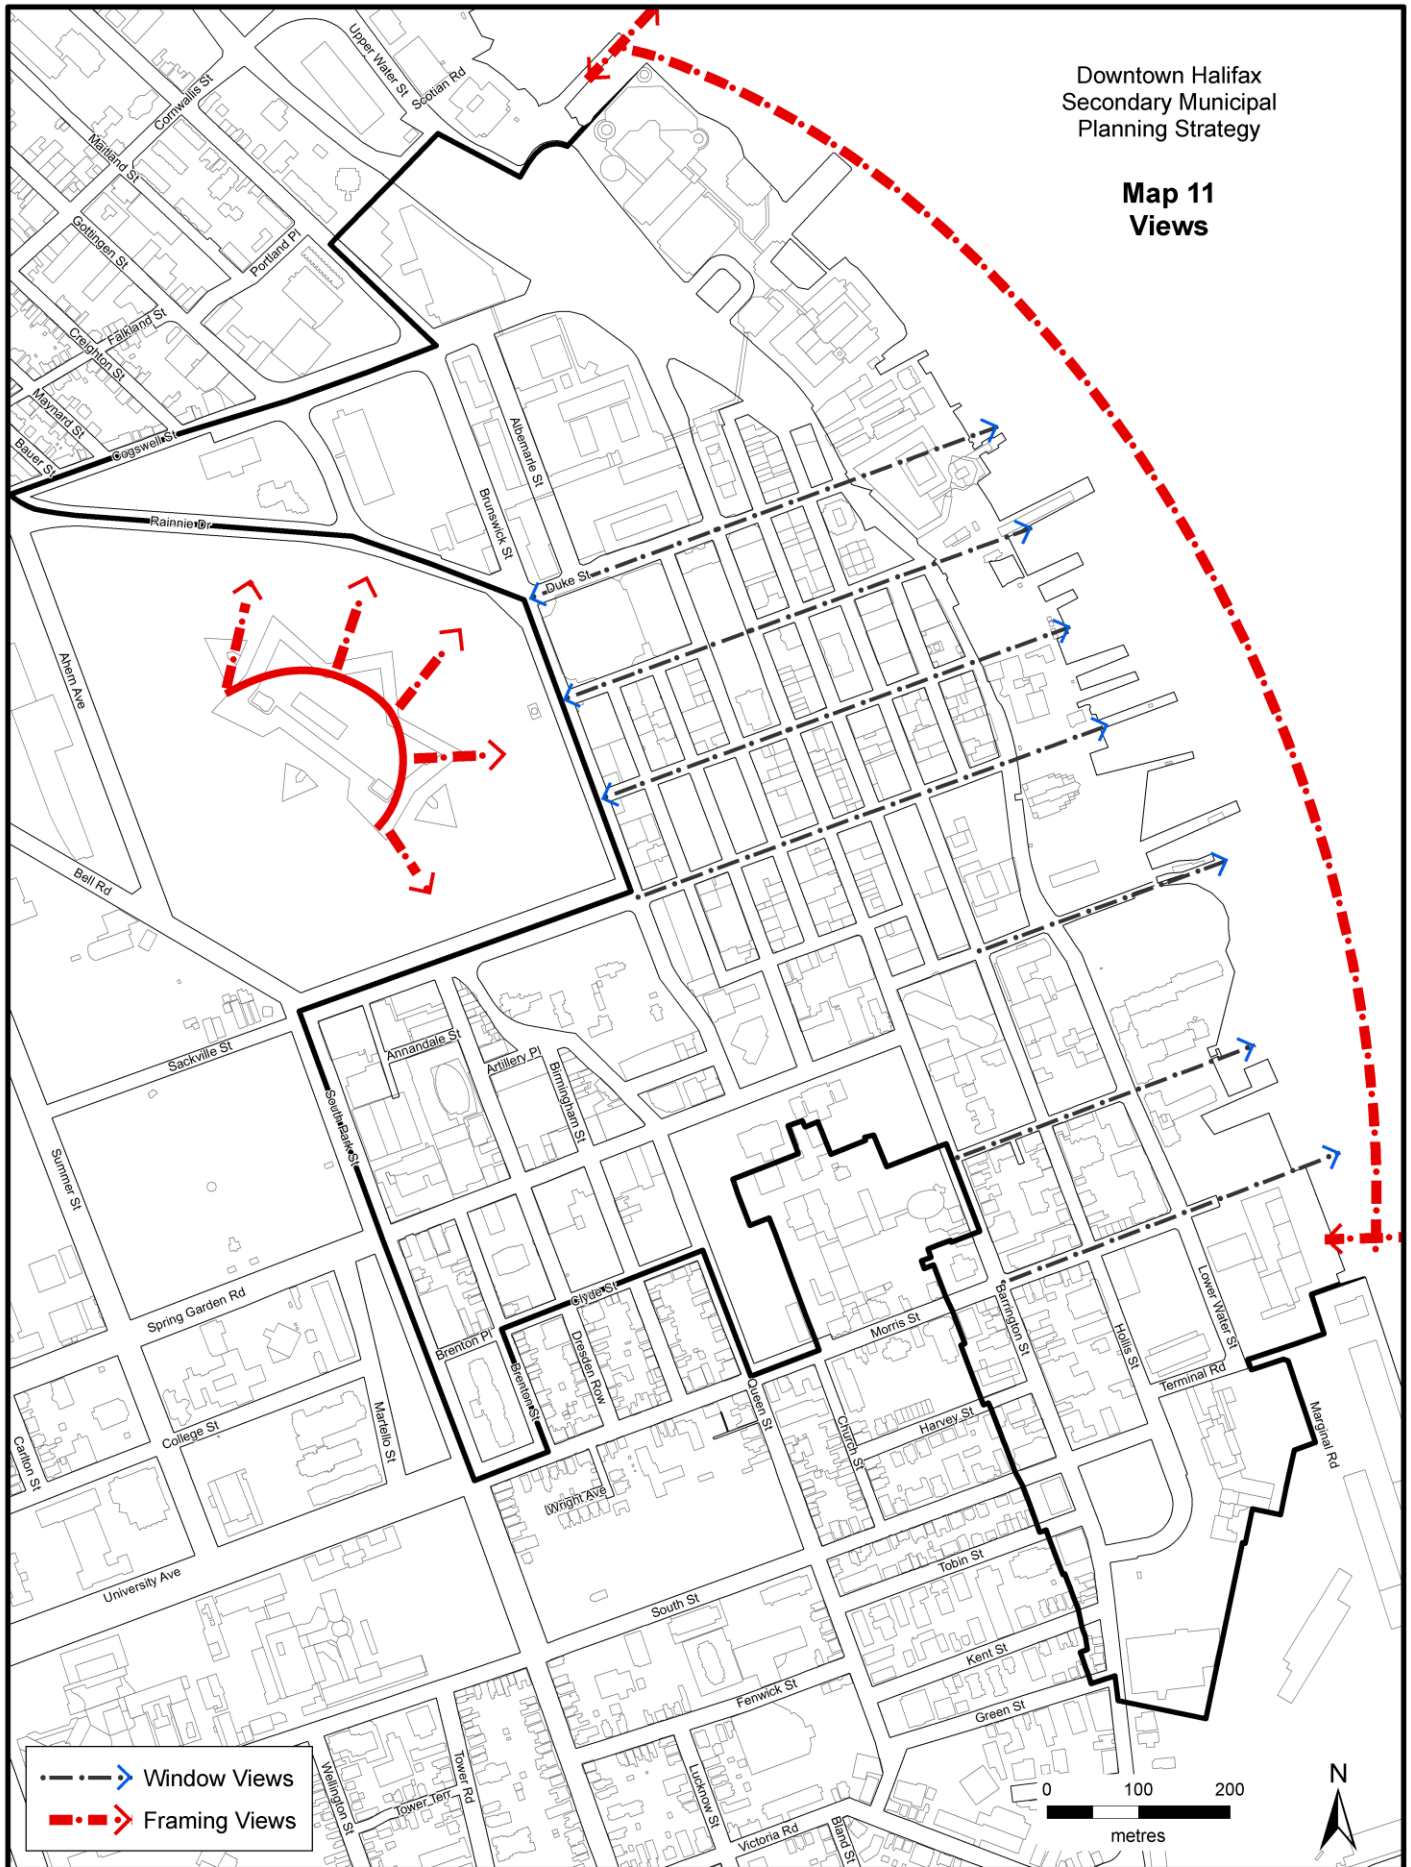 Downtown Halifax
Secondary Municipal
Planning Strategy
Map 11
Views
Upper Water St
Scotian Rd
Cornwallis St
Maitland St
Gottingen St
Portland Pl
Falkland St
Creighton St
Maynard St
Bauer St
Cogswell St
Rainnie Dr
Albemarle St
Brunswick St
Duke St
Ahern Ave
Bell Rd
Sackville St
Annandale St
Artillery Pl
Birmingham St
South Park St
Summer St
Spring Garden Rd
Clyde St
Brenton Pl
Brenton St
Dresden Row
Queen St
Morris St
Barrington St
Hollis St
Lower Water St
Terminal Rd
Marginal Rd
College St
Martello St
Carlton St
Church St
Harvey St
Wright Ave
University Ave
South St
Tobin St
Kent St
Fenwick St
Green St
Wellington St
Tower Terr
Tower Rd
Lucknow St
Victoria Rd
Bland St
Window Views
Framing Views
0 100 200
metres
N